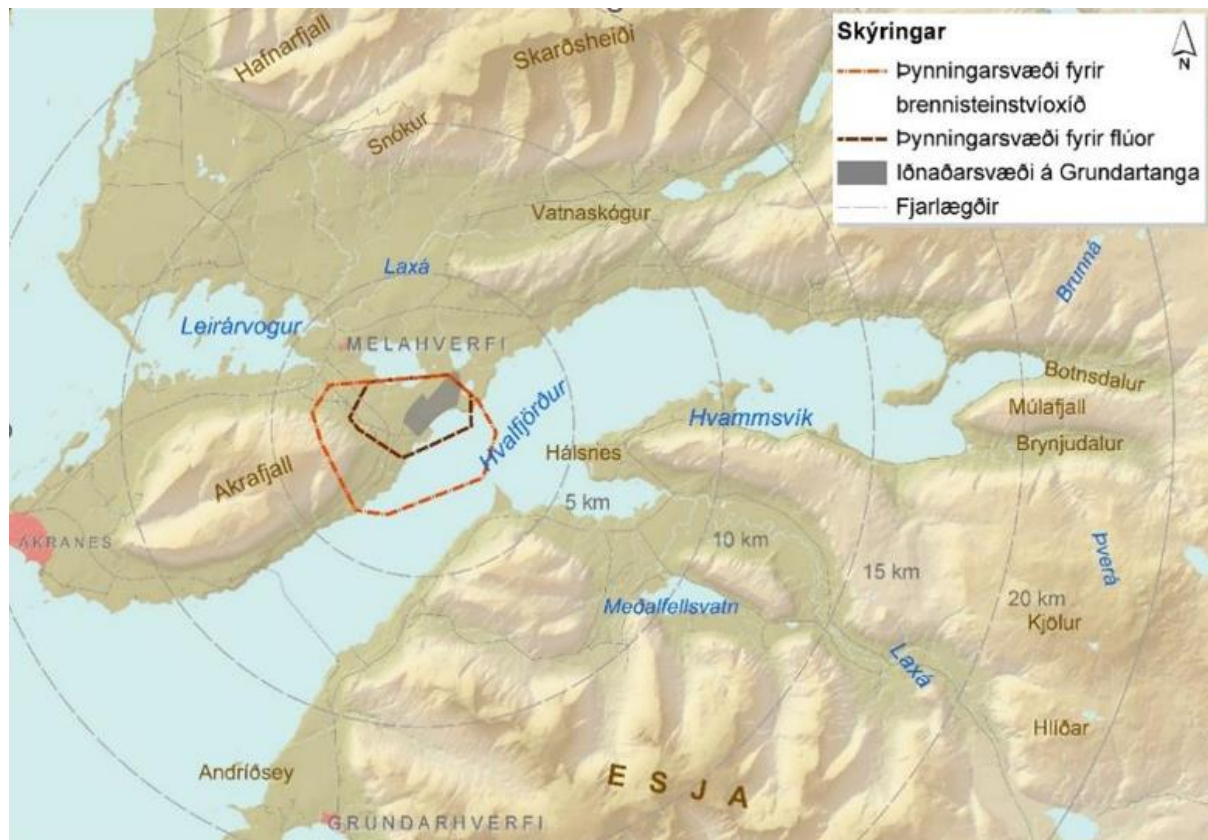 Skýringar
N
Þynningarsvæði fyrir
brennisteinstvíoxíð
Þynningarsvæði fyrir flúor
Iðnaðarsvæði á Grundartanga
Fjarlægðir
Hafnarfjall
Skarðsheiði
Snókur
Vatnaskógur
Laxá
Brunná
Leirárvogur
MELAHVERFI
Botnsdalur
Múlafjall
Hvalfjörður
Hvammsvík
Brynjudalur
Hálsnes
Akrafjall
5 km
AKRANES
10 km
Þverá
15 km
20 km
Meðalfellsvatn
Kjölur
Laxá
Hlíðar
Andríðsey
ESJA
GRUNDARHVERFI